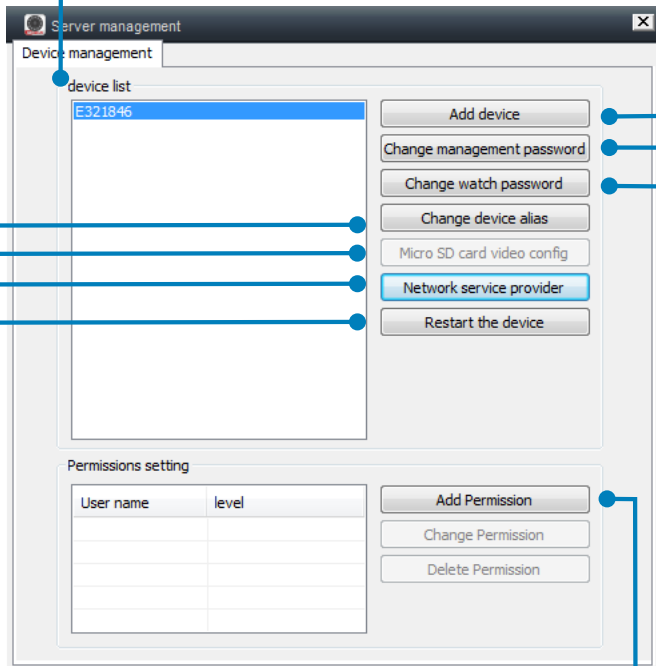 Server management
Device management
device list
E321846
Add device
Change management password
Change watch password
Change device alias
Micro SD card video config
Network service provider
Restart the device
Permissions setting
User name level
Add Permission
Change Permission
Delete Permission